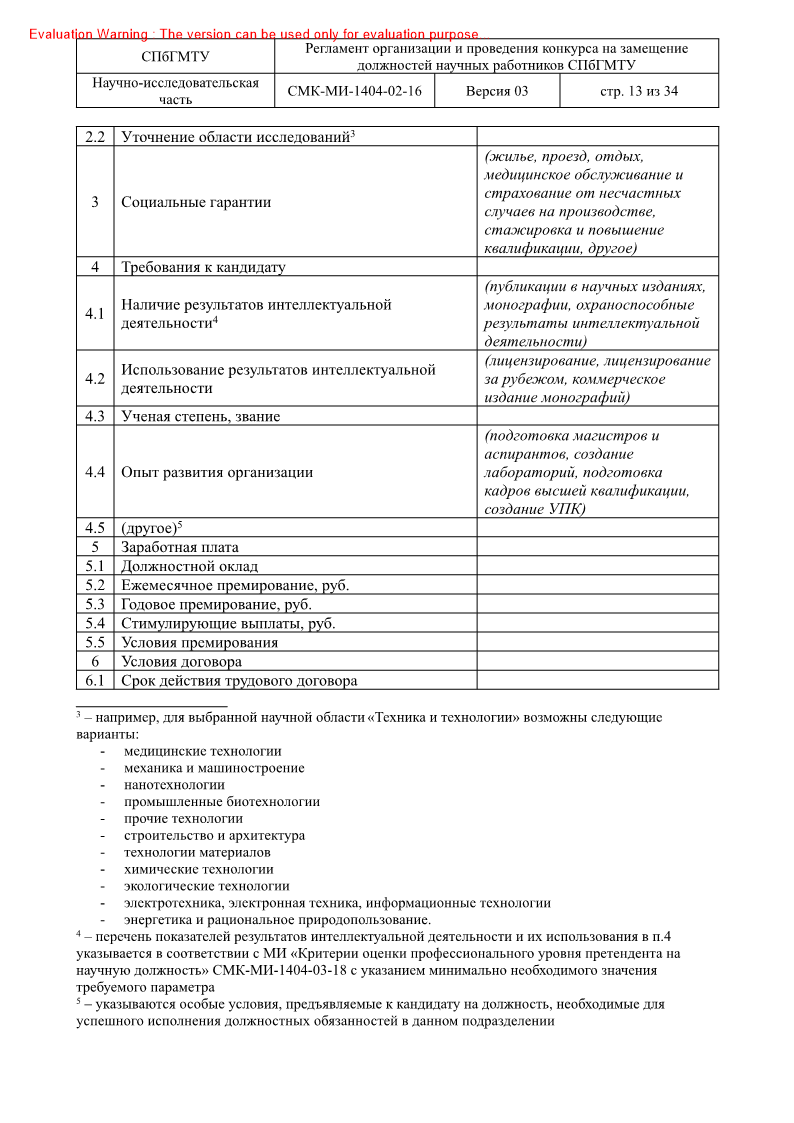 Evaluation Warning : The version can be used only for evaluation purpose...
СПбГМТУ
Регламент организации и проведения конкурса на замещение
должностей научных работников СПбГМТУ
Научно-исследовательская
часть
СМК-МИ-1404-02-16
Версия 03
стр. 13 из 34
2.2 Уточнение области исследований3
3 Социальные гарантии
(жилье, проезд, отдых,
медицинское обслуживание и
страхование от несчастных
случаев на производстве,
стажировка и повышение
квалификации, другое)
4 Требования к кандидату
4.1 Наличие результатов интеллектуальной
деятельности4
(публикации в научных изданиях,
монографии, охраноспособные
результаты интеллектуальной
деятельности)
4.2 Использование результатов интеллектуальной
деятельности
(лицензирование, лицензирование
за рубежом, коммерческое
издание монографий)
4.3 Ученая степень, звание
4.4 Опыт развития организации
(подготовка магистров и
аспирантов, создание
лабораторий, подготовка
кадров высшей квалификации,
создание УПК)
4.5 (другое)5
5 Заработная плата
5.1 Должностной оклад
5.2 Ежемесячное премирование, руб.
5.3 Годовое премирование, руб.
5.4 Стимулирующие выплаты, руб.
5.5 Условия премирования
6 Условия договора
6.1 Срок действия трудового договора
3 – например, для выбранной научной области «Техника и технологии» возможны следующие
варианты:
- медицинские технологии
- механика и машиностроение
- нанотехнологии
- промышленные биотехнологии
- прочие технологии
- строительство и архитектура
- технологии материалов
- химические технологии
- экологические технологии
- электротехника, электронная техника, информационные технологии
- энергетика и рациональное природопользование.
4 – перечень показателей результатов интеллектуальной деятельности и их использования в п.4
указывается в соответствии с МИ «Критерии оценки профессионального уровня претендента на
научную должность» СМК-МИ-1404-03-18 с указанием минимально необходимого значения
требуемого параметра
5 – указываются особые условия, предъявляемые к кандидату на должность, необходимые для
успешного исполнения должностных обязанностей в данном подразделении